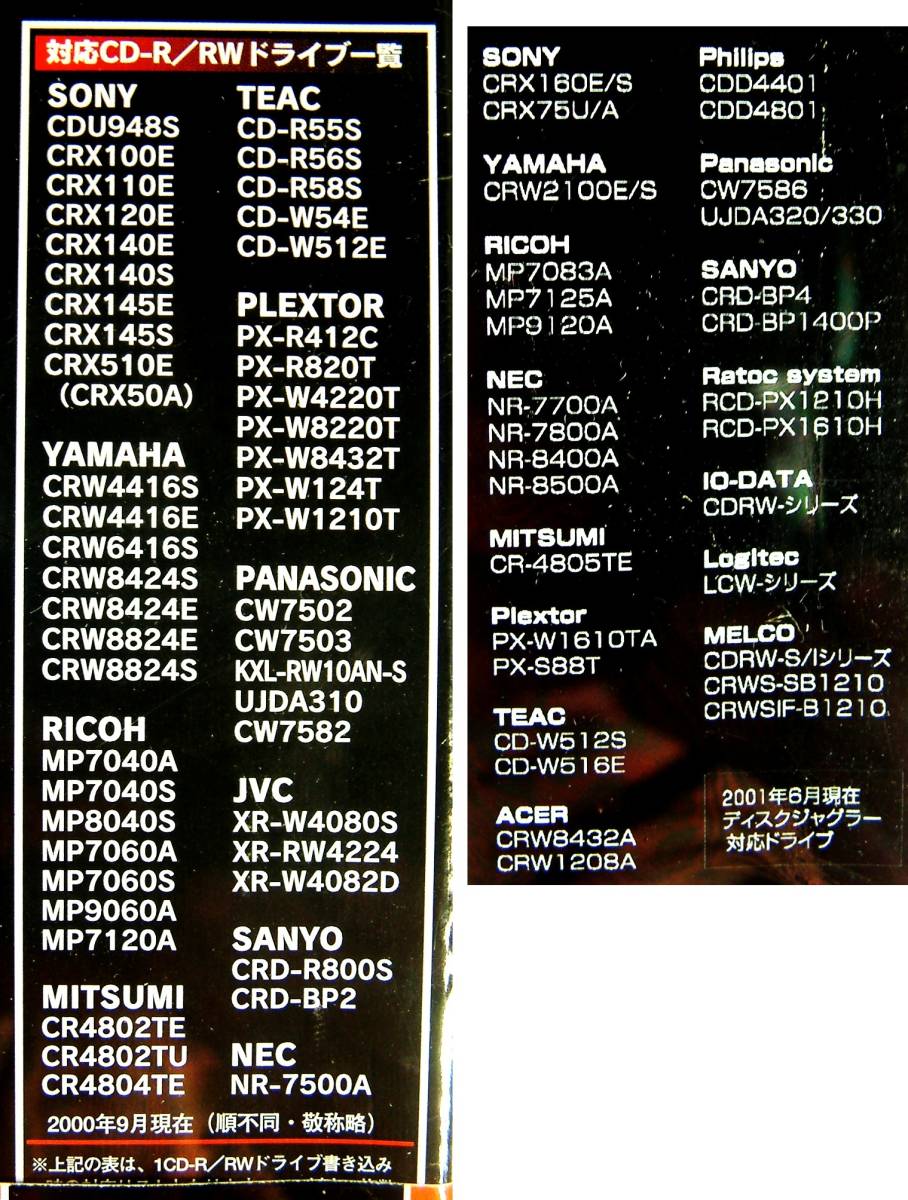 対応CD-R／RWドライブ一覧
SONY
CDU948S
CRX100E
CRX110E
CRX120E
CRX140E
CRX140S
CRX145E
CRX145S
CRX510E
（CRX50A）
YAMAHA
CRW4416S
CRW4416E
CRW6416S
CRW8424S
CRW8424E
CRW8824E
CRW8824S
RICOH
MP7040A
MP7040S
MP8040S
MP7060A
MP7060S
MP9060A
MP7120A
MITSUMI
CR4802TE
CR4802TU
CR4804TE
TEAC
CD-R55S
CD-R56S
CD-R58S
CD-W54E
CD-W512E
PLEXTOR
PX-R412C
PX-R820T
PX-W4220T
PX-W8220T
PX-W8432T
PX-W124T
PX-W1210T
PANASONIC
CW7502
CW7503
KXL-RW10AN-S
UJDA310
CW7582
JVC
XR-W4080S
XR-RW4224
XR-W4082D
SANYO
CRD-R800S
CRD-BP2
NEC
NR-7500A
2000年9月現在（順不同・敬称略）
※上記の表は、1CD-R／RWドライブ書き込み
SONY
CRX160E/S
CRX75U/A
YAMAHA
CRW2100E/S
RICOH
MP7083A
MP7125A
MP9120A
NEC
NR-7700A
NR-7800A
NR-8400A
NR-8500A
MITSUMI
CR-4805TE
Plextor
PX-W1610TA
PX-S88T
TEAC
CD-W512S
CD-W516E
ACER
CRW8432A
CRW1208A
Philips
CDD4401
CDD4801
Panasonic
CW7586
UJDA320/330
SANYO
CRD-BP4
CRD-BP1400P
Ratoc system
RCD-PX1210H
RCD-PX1610H
IO-DATA
CDRW-シリーズ
Logitec
LCW-シリーズ
MELCO
CDRW-S/Iシリーズ
CRWS-SB1210
CRWSIF-B1210
2001年6月現在
ディスクジャグラー
対応ドライブ